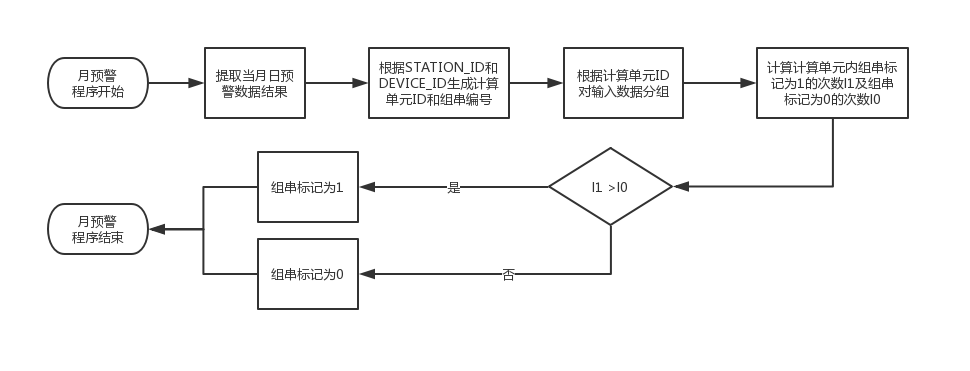 月预警
程序开始
提取当月日预
警数据结果
根据STATION_ID和
DEVICE_ID生成计算
单元ID和组串编号
根据计算单元ID
对输入数据分组
计算计算单元内组串标
记为1的次数l1及组串
标记为0的次数l0
l1 >l0
是
组串标记为1
否
组串标记为0
月预警
程序结束